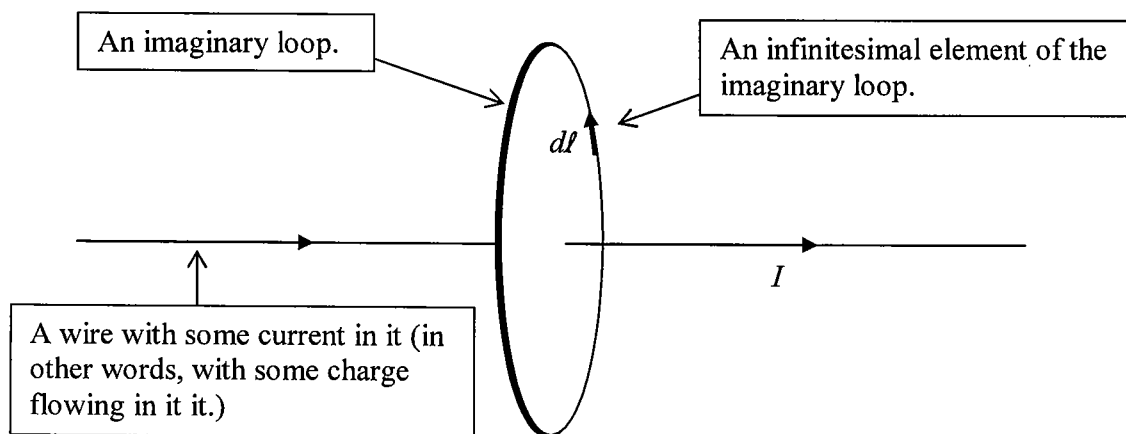 An imaginary loop.
An infinitesimal element of the
imaginary loop.
dℓ
I
A wire with some current in it (in
other words, with some charge
flowing in it it.)